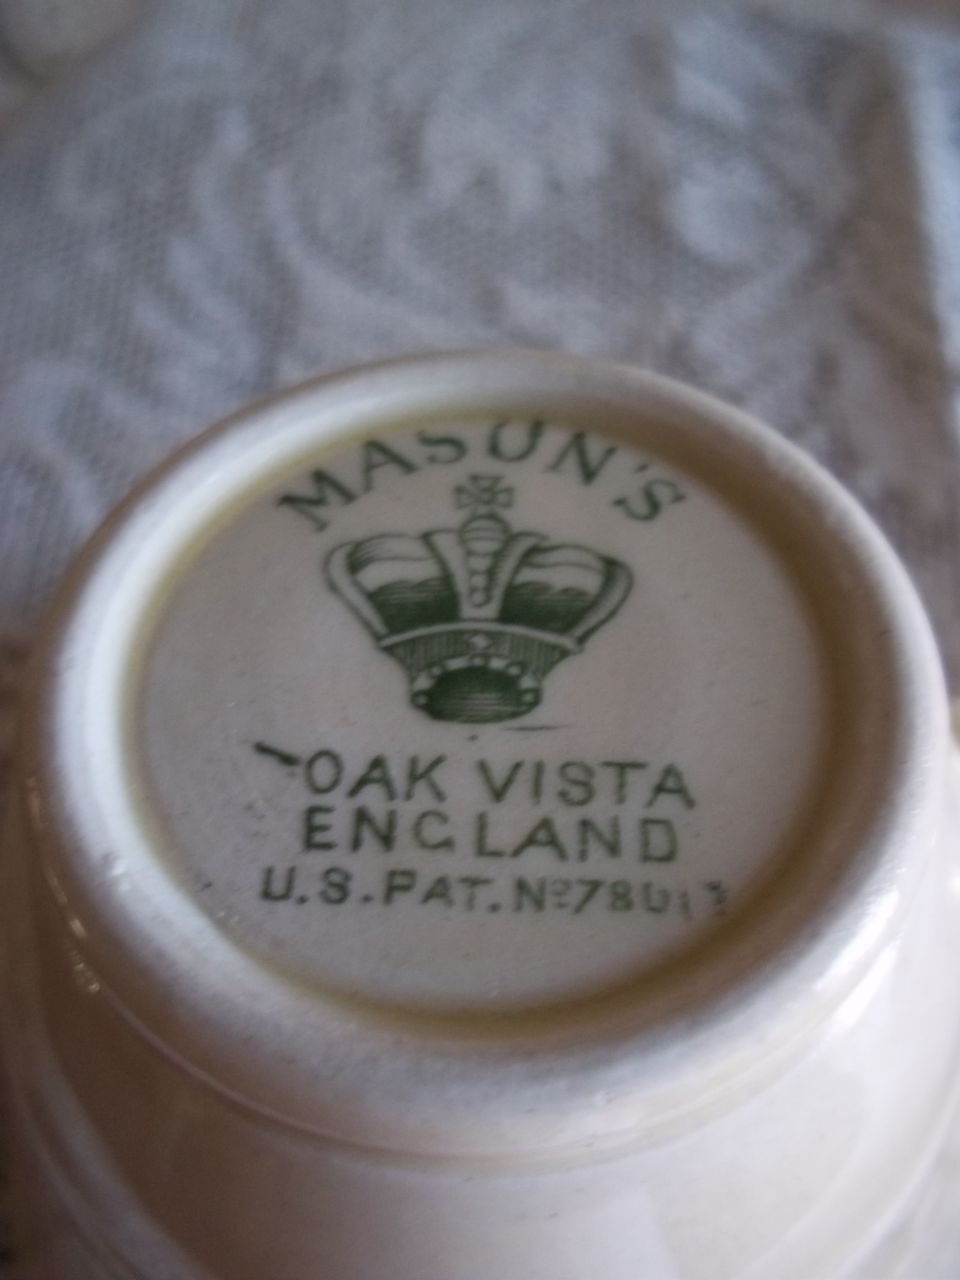 MASON'S
OAK VISTA
ENGLAND
U.S. PAT. Nº